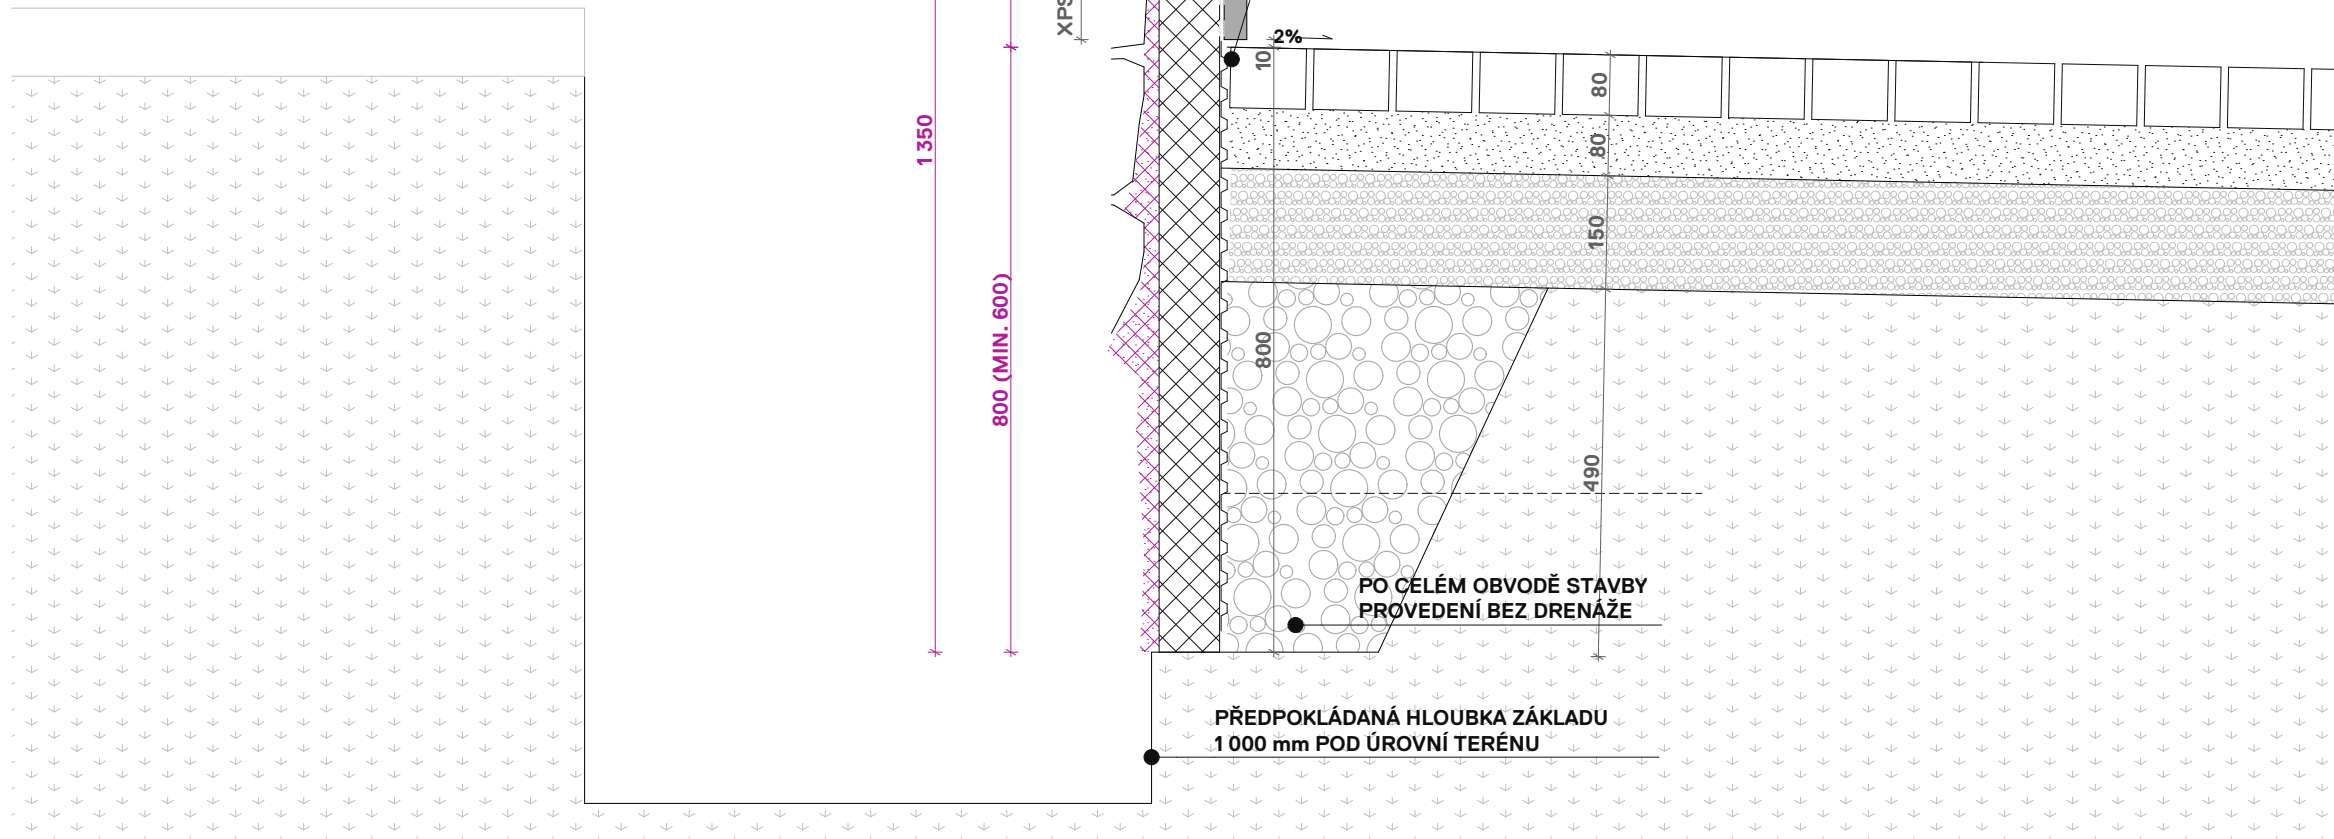 XPS
2%
10
80
1 350
80
150
800 (MIN. 600)
800
490
PO CELÉM OBVODĚ STAVBY
PROVEDENÍ BEZ DRENÁŽE
PŘEDPOKLÁDANÁ HLOUBKA ZÁKLADU
1 000 mm POD ÚROVNÍ TERÉNU